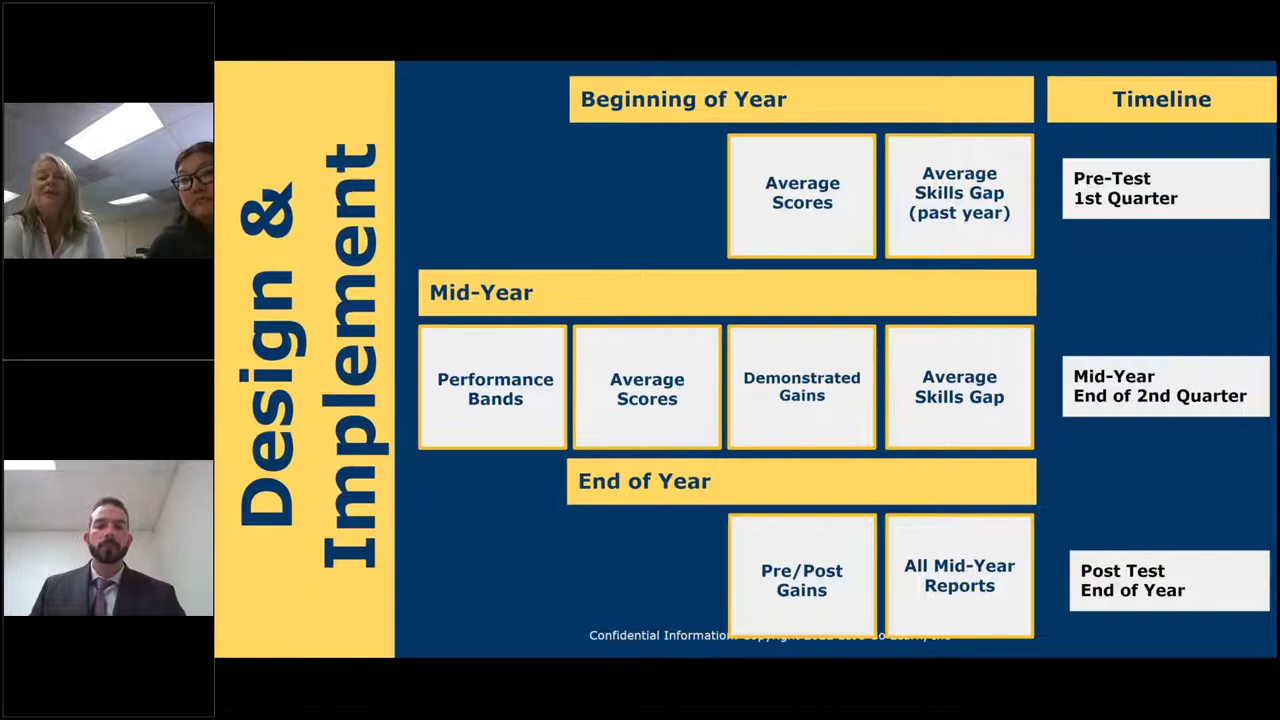 Design &
Implement
Beginning of Year
Timeline
Average
Scores
Average
Skills Gap
(past year)
Pre-Test
1st Quarter
Mid-Year
Performance
Bands
Average
Scores
Demonstrated
Gains
Average
Skills Gap
Mid-Year
End of 2nd Quarter
End of Year
Pre/Post
Gains
All Mid-Year
Reports
Post Test
End of Year
Confidential Information.